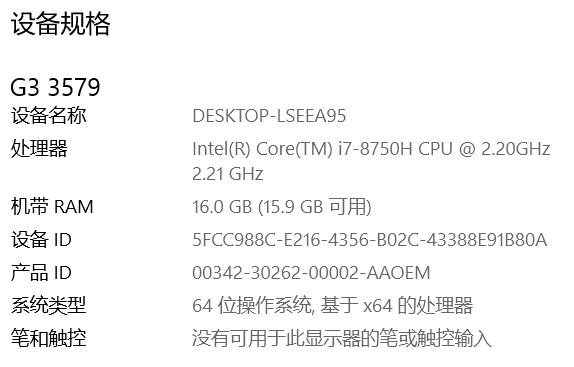 设备规格
G3 3579
设备名称 DESKTOP-LSEEA95
处理器 Intel(R) Core(TM) i7-8750H CPU @ 2.20GHz
2.21 GHz
机带 RAM 16.0 GB (15.9 GB 可用)
设备 ID 5FCC988C-E216-4356-B02C-43388E91B80A
产品 ID 00342-30262-00002-AAOEM
系统类型 64 位操作系统, 基于 x64 的处理器
笔和触控 没有可用于此显示器的笔或触控输入